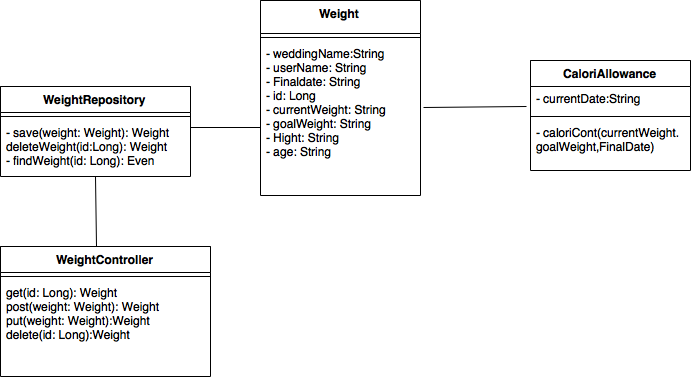 Weight
- weddingName:String
- userName: String
- Finaldate: String
- id: Long
- currentWeight: String
- goalWeight: String
- Hight: String
- age: String
CaloriAllowance
- currentDate:String
- caloriCont(currentWeight.
goalWeight,FinalDate)
WeightRepository
- save(weight: Weight): Weight
deleteWeight(id:Long): Weight
- findWeight(id: Long): Even
WeightController
get(id: Long): Weight
post(weight: Weight): Weight
put(weight: Weight):Weight
delete(id: Long):Weight